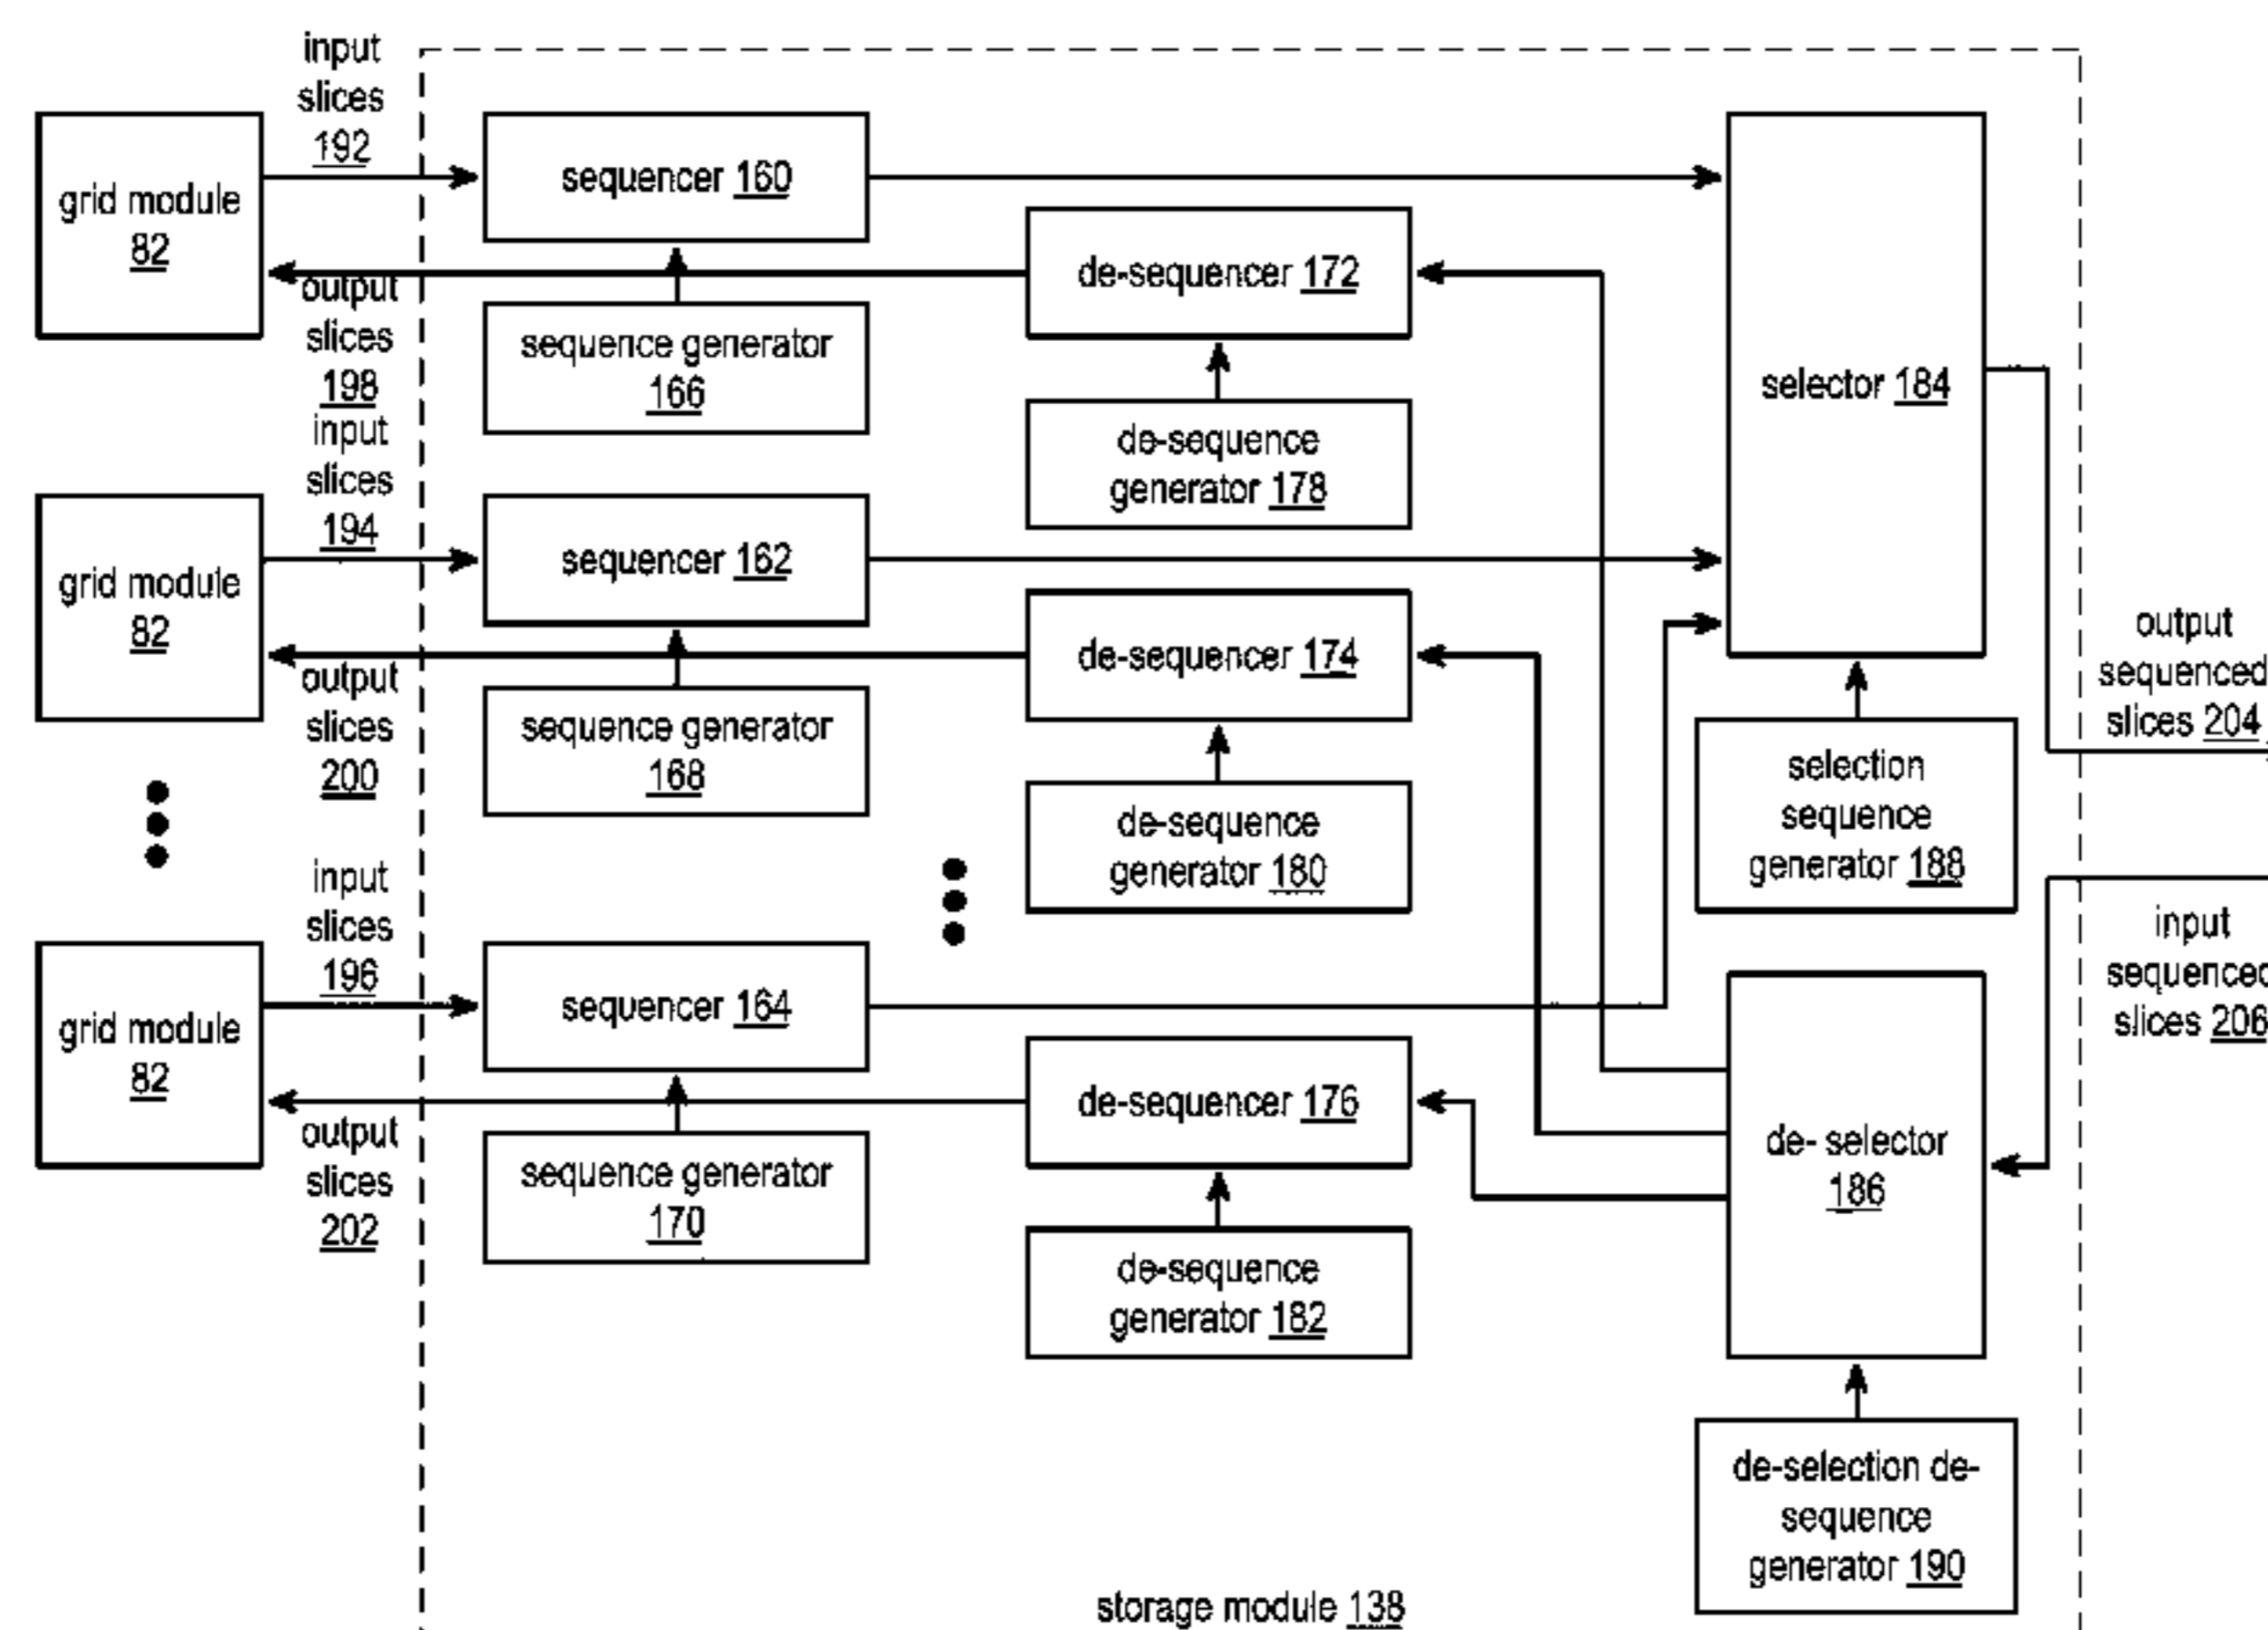 input
slices
192
grid module
82
sequencer 160
output
slices
198
sequence generator
166
de-sequencer 172
de-sequence
generator 178
selector 184
input
slices
194
grid module
82
sequencer 162
output
slices
200
sequence generator
168
de-sequencer 174
de-sequence
generator 180
selection
sequence
generator 188
output
sequenced
slices 204
input
slices
196
grid module
82
sequencer 164
output
slices
202
sequence generator
170
de-sequencer 176
de-sequence
generator 182
de- selector
186
input
sequenced
slices 206
de-selection de-
sequence
generator 190
storage module 138